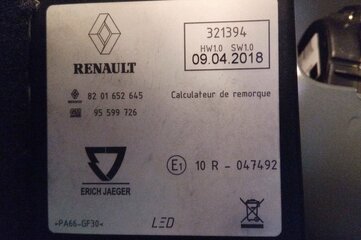 321394
HW1.0 SW1.0
09.04.2018
RENAULT
82 01 652 645
95 599 726
Calculateur de remorque
ERICH JAEGER
E1 10 R - 047492
>PA66-GF30<
LED